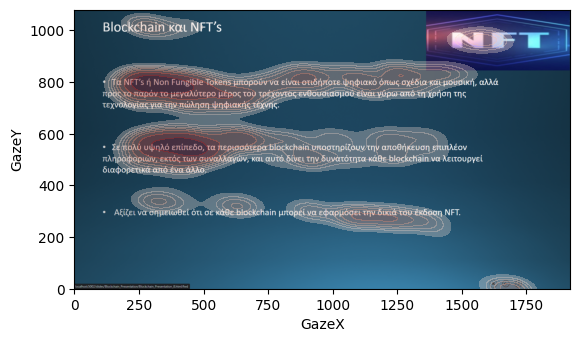 Blockchain και NFT's
NFT
• Τα NFT's ή Non Fungible Tokens μπορούν να είναι οτιδήποτε ψηφιακό όπως σχέδια και μουσική, αλλά
προς το παρόν το μεγαλύτερο μέρος του τρέχοντος ενθουσιασμού είναι γύρω από τη χρήση της
τεχνολογίας για την πώληση ψηφιακής τέχνης.
• Σε πολύ υψηλό επίπεδο, τα περισσότερα blockchain υποστηρίζουν την αποθήκευση επιπλέον
πληροφοριών, εκτός των συναλλαγών, και αυτό δίνει την δυνατότητα κάθε blockchain να λειτουργεί
διαφορετικά από ένα άλλο.
• Αξίζει να σημειωθεί ότι σε κάθε blockchain μπορεί να εφαρμόσει την δικιά του έκδοση NFT.
GazeY
1000
800
600
400
200
0
0 250 500 750 1000 1250 1500 1750
GazeX